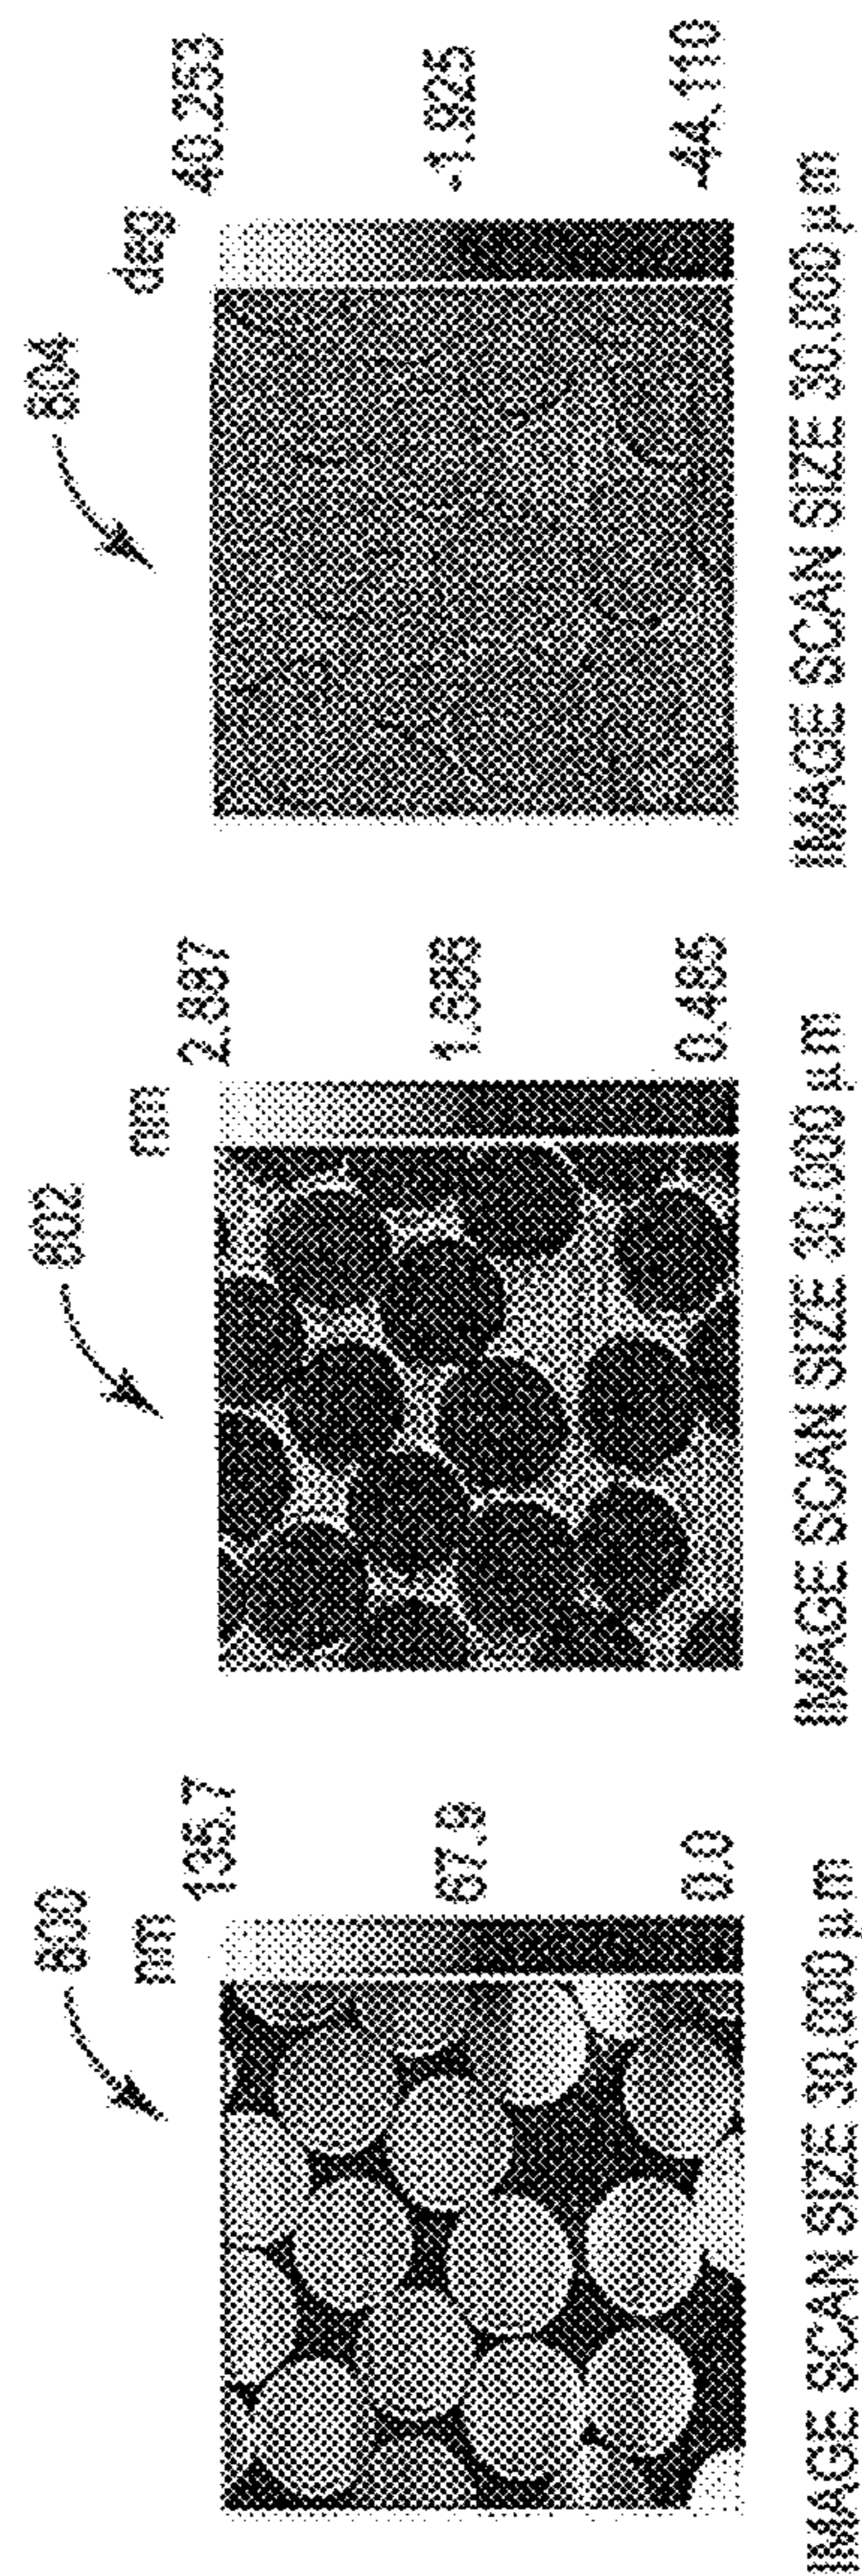 800
nm
135.7
67.9
0.0
IMAGE SCAN SIZE 30,000 µm
802
nm
2.887
1.686
0.485
IMAGE SCAN SIZE 30.000 µm
804
deg
40.253
-1.925
-44.110
IMAGE SCAN SIZE 30.000 µm